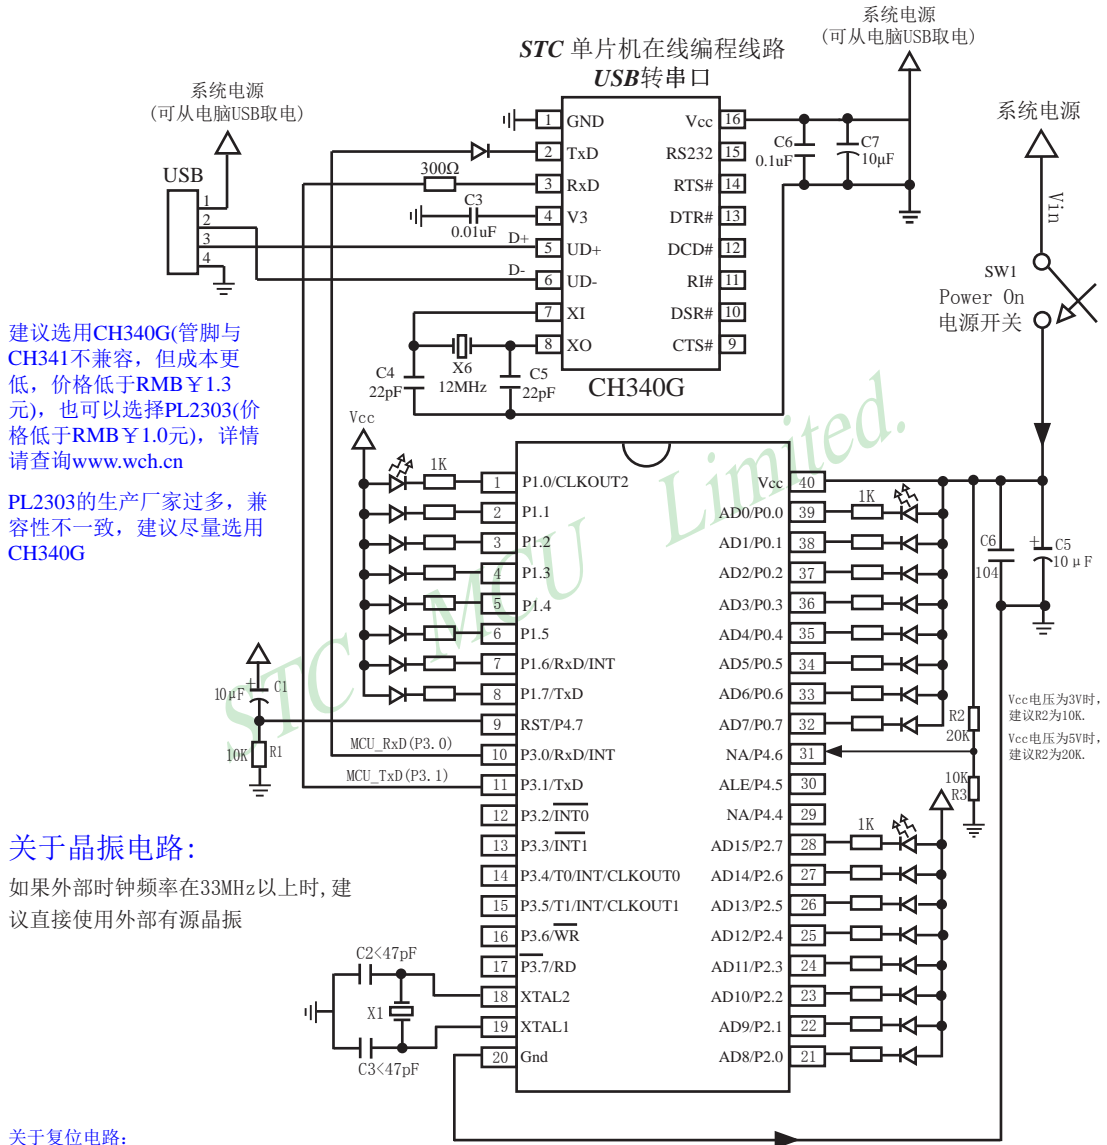 系统电源
(可从电脑USB取电)
STC 单片机在线编程线路
USB转串口
系统电源
(可从电脑USB取电)
系统电源
USB
1
2
3
4
D+
D-
300Ω
C3
0.01uF
1 GND
2 TxD
3 RxD
4 V3
5 UD+
6 UD-
7 XI
8 XO
Vcc 16
RS232 15
RTS# 14
DTR# 13
DCD# 12
RI# 11
DSR# 10
CTS# 9
CH340G
C6
0.1uF
C7
10μF
C4
22pF
X6
12MHz
C5
22pF
Vin
SW1
Power On
电源开关
建议选用CH340G(管脚与
CH341不兼容，但成本更
低，价格低于RMB￥1.3
元)，也可以选择PL2303(价
格低于RMB￥1.0元)，详情
请查询www.wch.cn
PL2303的生产厂家过多，兼
容性不一致，建议尽量选用
CH340G
STC MCU Limited.
Vcc
1K
1 P1.0/CLKOUT2
2 P1.1
3 P1.2
4 P1.3
5 P1.4
6 P1.5
7 P1.6/RxD/INT
8 P1.7/TxD
9 RST/P4.7
10 P3.0/RxD/INT
11 P3.1/TxD
12 P3.2/INT0
13 P3.3/INT1
14 P3.4/T0/INT/CLKOUT0
15 P3.5/T1/INT/CLKOUT1
16 P3.6/WR
17 P3.7/RD
18 XTAL2
19 XTAL1
20 Gnd
Vcc 40
AD0/P0.0 39
AD1/P0.1 38
AD2/P0.2 37
AD3/P0.3 36
AD4/P0.4 35
AD5/P0.5 34
AD6/P0.6 33
AD7/P0.7 32
NA/P4.6 31
ALE/P4.5 30
NA/P4.4 29
AD15/P2.7 28
AD14/P2.6 27
AD13/P2.5 26
AD12/P2.4 25
AD11/P2.3 24
AD10/P2.2 23
AD9/P2.1 22
AD8/P2.0 21
1K
C6
104
+
C5
10μF
R2
20K
10K
R3
1K
Vcc电压为3V时，
建议R2为10K.
Vcc电压为5V时，
建议R2为20K.
10μF
+
C1
10K
R1
MCU_RxD(P3.0)
MCU_TxD(P3.1)
关于晶振电路:
如果外部时钟频率在33MHz以上时,建
议直接使用外部有源晶振
C2<47pF
X1
C3<47pF
关于复位电路: